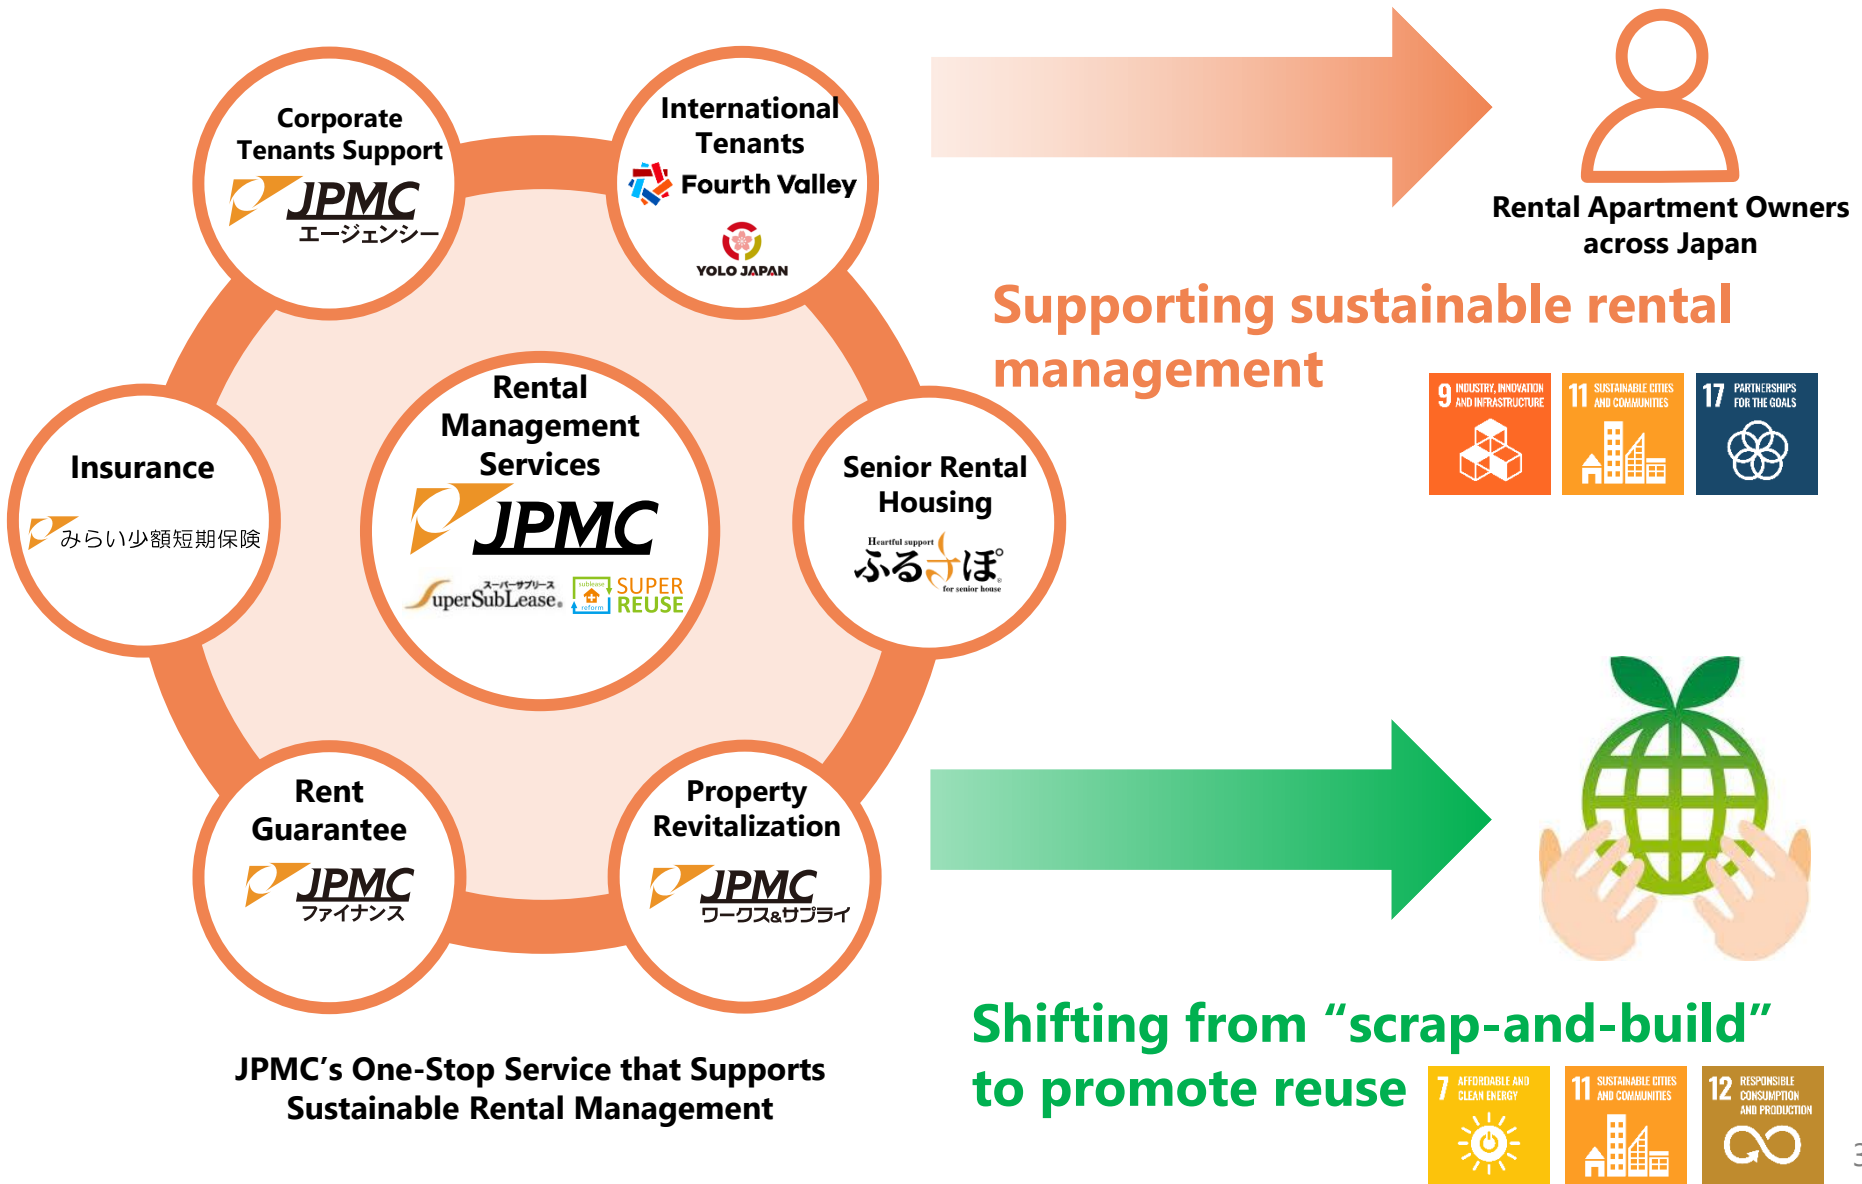 Corporate
Tenants Support
JPMC
エージェンシー
International
Tenants
Fourth Valley
YOLO JAPAN
Rental Apartment Owners
across Japan
Supporting sustainable rental
management
9 INDUSTRY, INNOVATION
AND INFRASTRUCTURE
11 SUSTAINABLE CITIES
AND COMMUNITIES
17 PARTNERSHIPS
FOR THE GOALS
Insurance
みらい少額短期保険
Rental
Management
Services
JPMC
スーパーサブリース
SuperSubLease®
sublease
reform
SUPER
REUSE
Senior Rental
Housing
Heartful support
ふるさぽ®
for senior house
Rent
Guarantee
JPMC
ファイナンス
Property
Revitalization
JPMC
ワークス&サプライ
Shifting from “scrap-and-build”
to promote reuse
7 AFFORDABLE AND
CLEAN ENERGY
11 SUSTAINABLE CITIES
AND COMMUNITIES
12 RESPONSIBLE
CONSUMPTION
AND PRODUCTION
JPMC’s One-Stop Service that Supports
Sustainable Rental Management